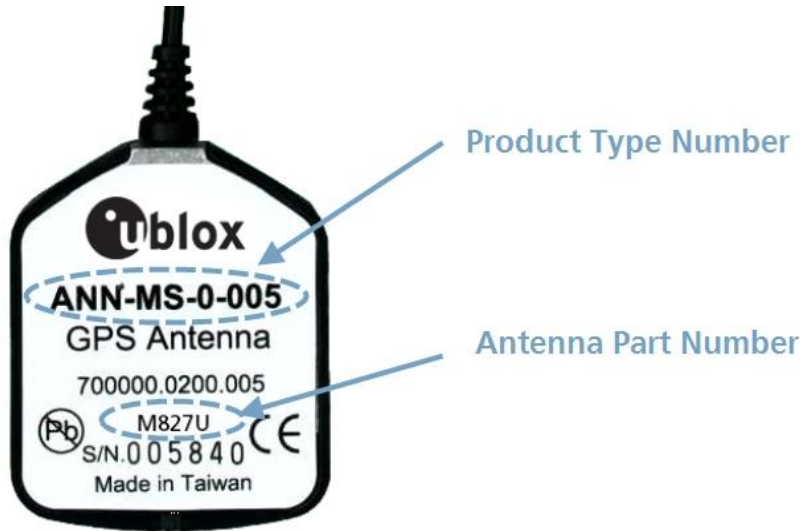 Product Type Number
ublox
ANN-MS-0-005
GPS Antenna
Antenna Part Number
700000.0200.005
Pb
M827U
CE
S/N.005840
Made in Taiwan